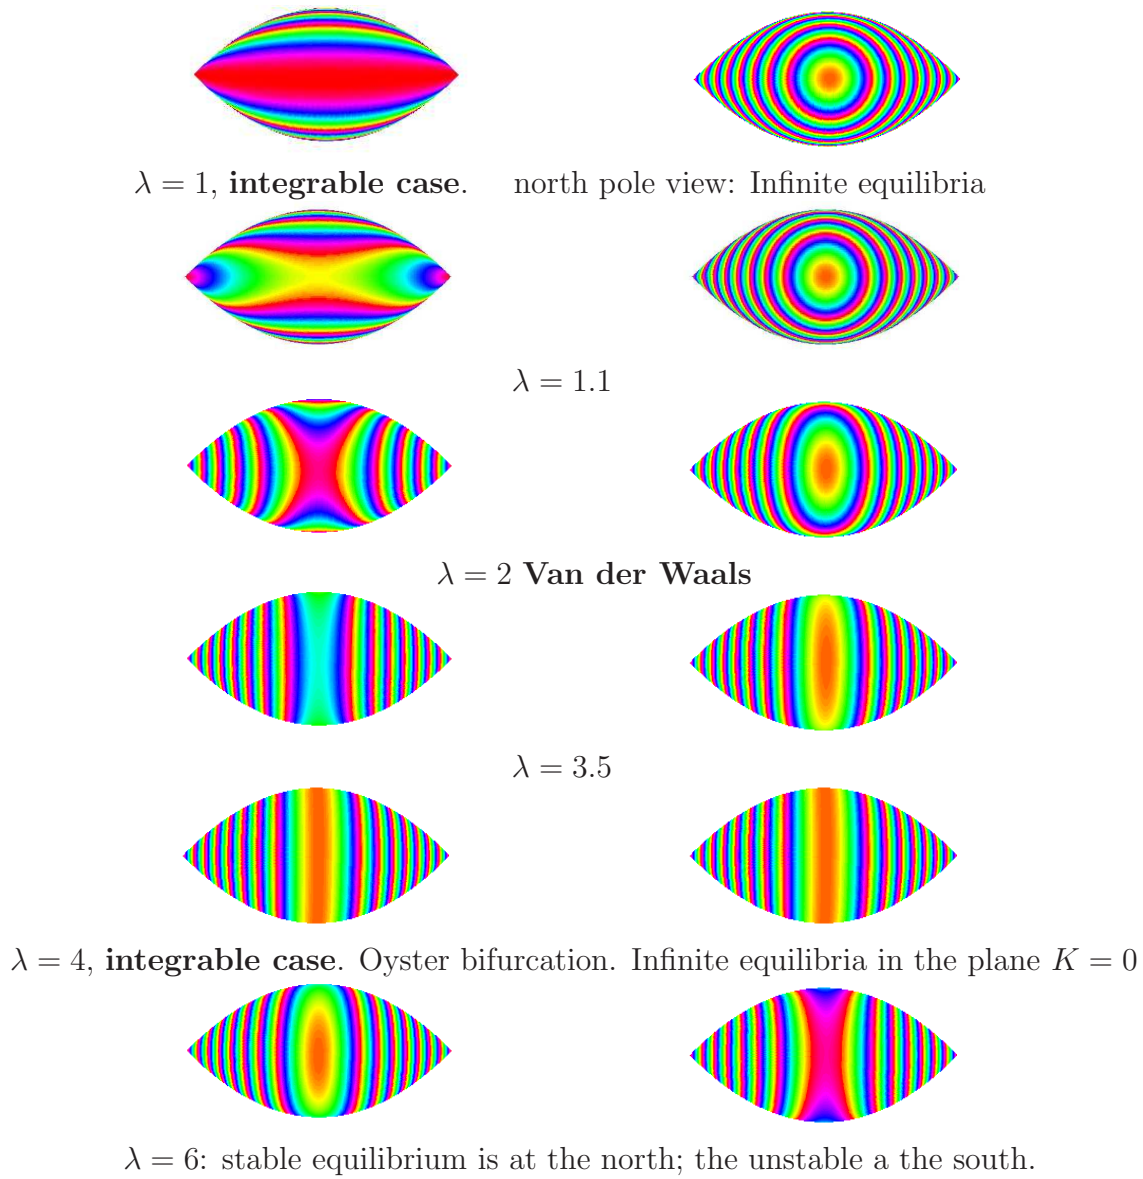 λ = 1, integrable case. north pole view: Infinite equilibria
λ = 1.1
λ = 2 Van der Waals
λ = 3.5
λ = 4, integrable case. Oyster bifurcation. Infinite equilibria in the plane K = 0
λ = 6: stable equilibrium is at the north; the unstable a the south.